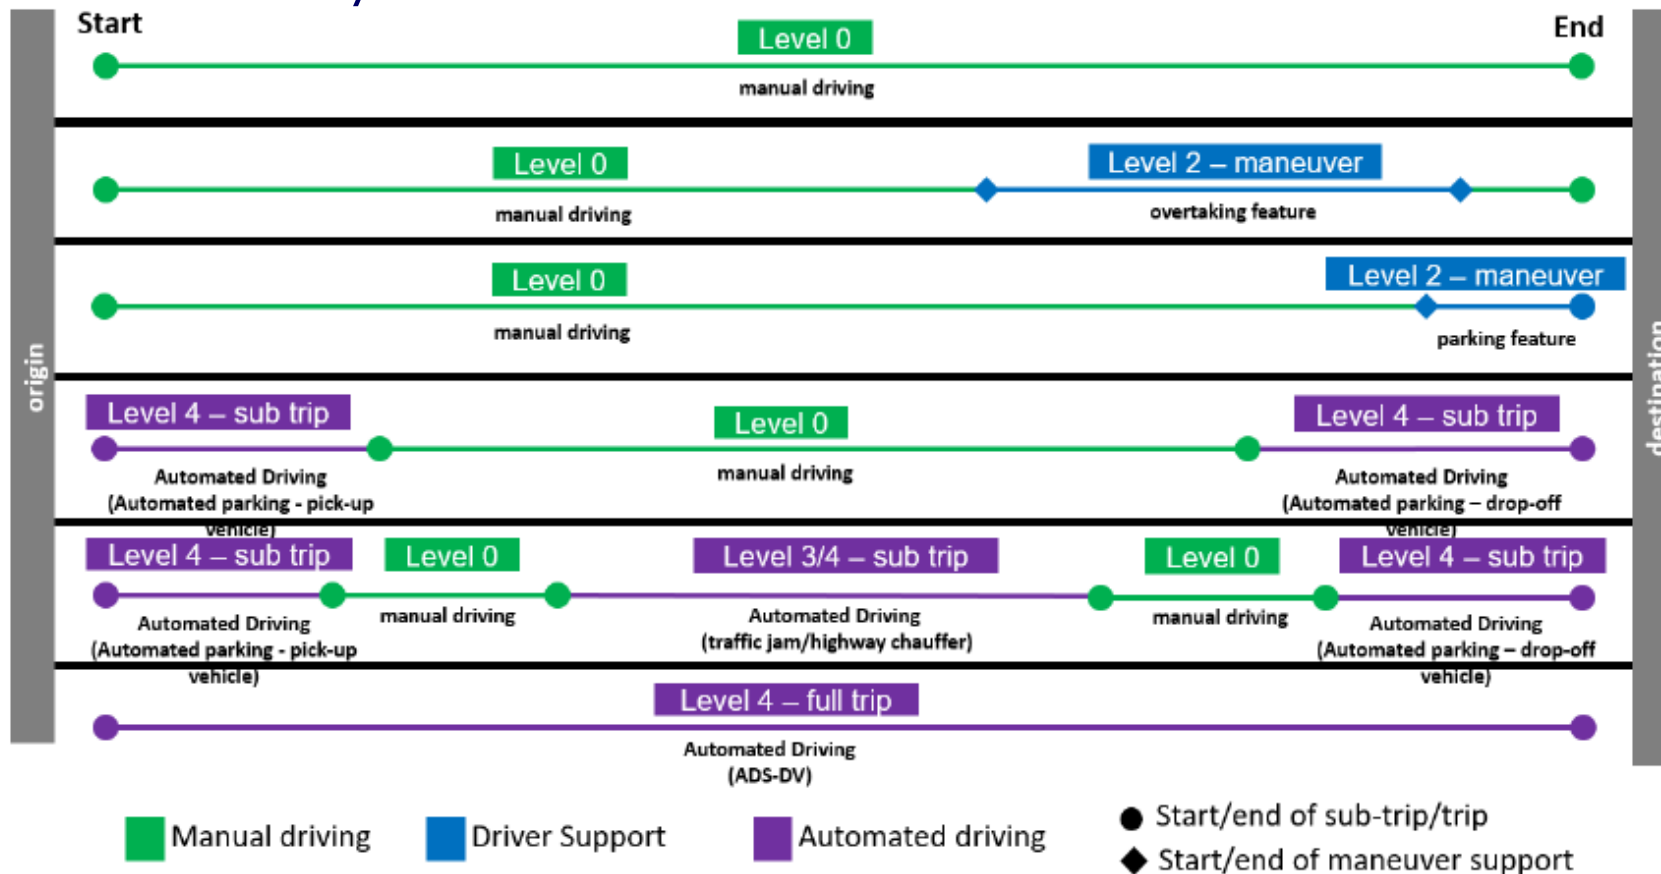 Start
End
Level 0
manual driving
Level 0
Level 2 – maneuver
manual driving
overtaking feature
Level 0
Level 2 – maneuver
manual driving
parking feature
origin
destination
Level 4 – sub trip
Level 0
Level 4 – sub trip
Automated Driving
(Automated parking - pick-up
vehicle)
manual driving
Automated Driving
(Automated parking – drop-off
vehicle)
Level 4 – sub trip
Level 0
Level 3/4 – sub trip
Level 0
Level 4 – sub trip
Automated Driving
(Automated parking - pick-up
vehicle)
manual driving
Automated Driving
(traffic jam/highway chauffer)
manual driving
Automated Driving
(Automated parking – drop-off
vehicle)
Level 4 – full trip
Automated Driving
(ADS-DV)
Manual driving
Driver Support
Automated driving
Start/end of sub-trip/trip
Start/end of maneuver support